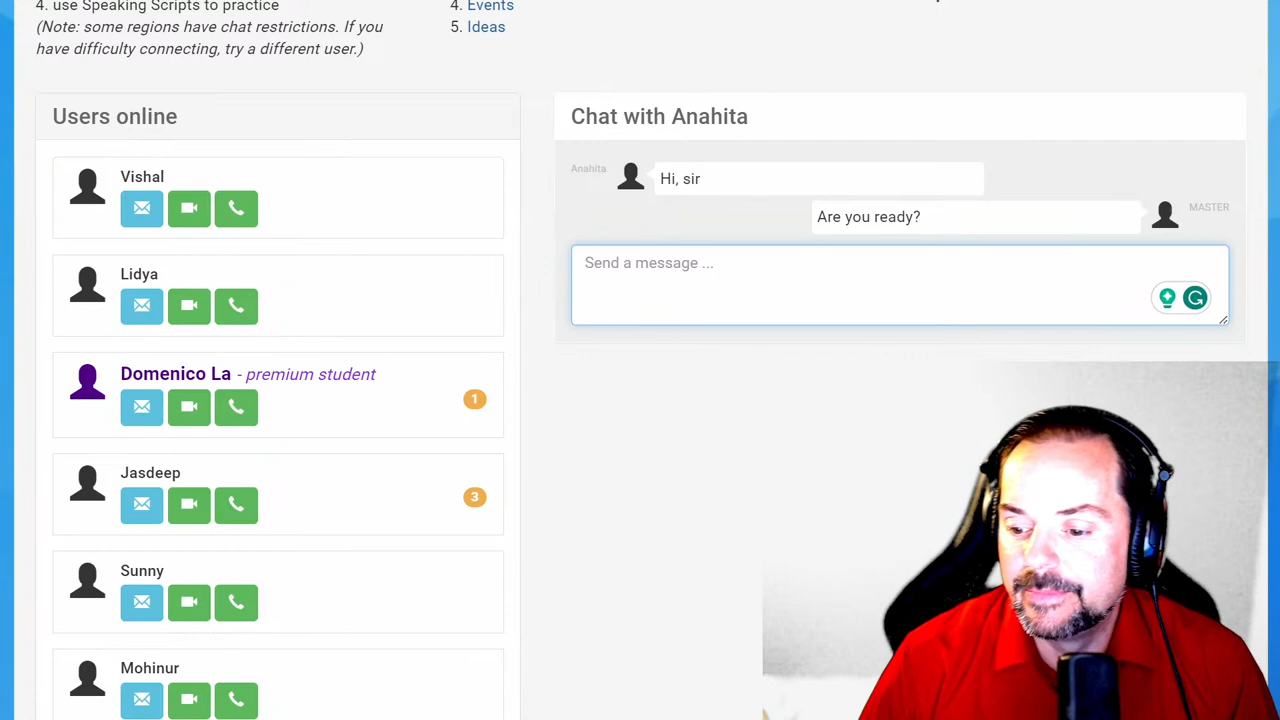 4. use Speaking Scripts to practice
(Note: some regions have chat restrictions. If you
have difficulty connecting, try a different user.)
4. Events
5. Ideas
Users online
Vishal
Lidya
Domenico La - premium student
1
Jasdeep
3
Sunny
Mohinur
Chat with Anahita
Anahita
Hi, sir
Are you ready?
MASTER
Send a message ...